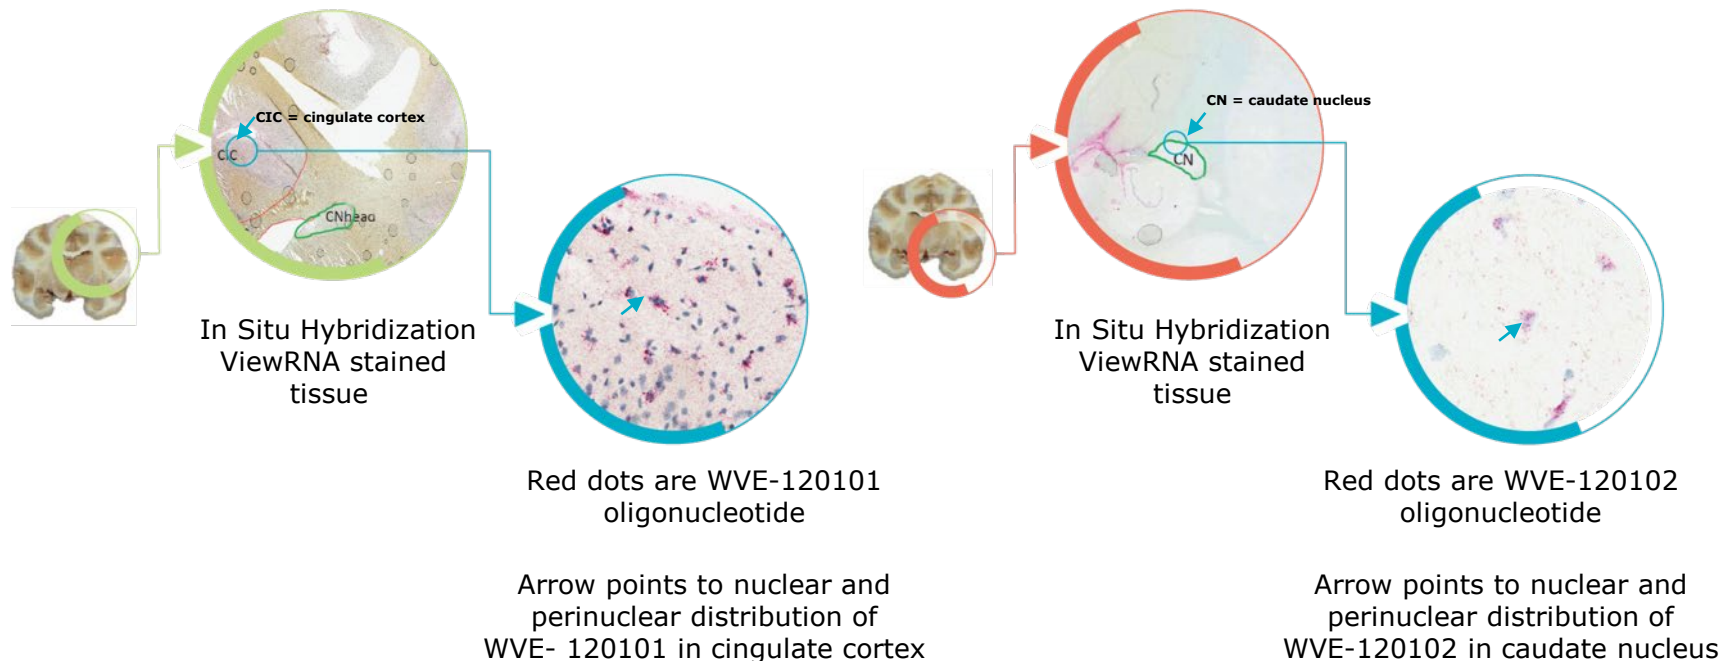 CIC = cingulate cortex
CIC
CNhead
In Situ Hybridization
ViewRNA stained
tissue
Red dots are WVE-120101
oligonucleotide
Arrow points to nuclear and
perinuclear distribution of
WVE- 120101 in cingulate cortex
CN = caudate nucleus
CN
In Situ Hybridization
ViewRNA stained
tissue
Red dots are WVE-120102
oligonucleotide
Arrow points to nuclear and
perinuclear distribution of
WVE-120102 in caudate nucleus